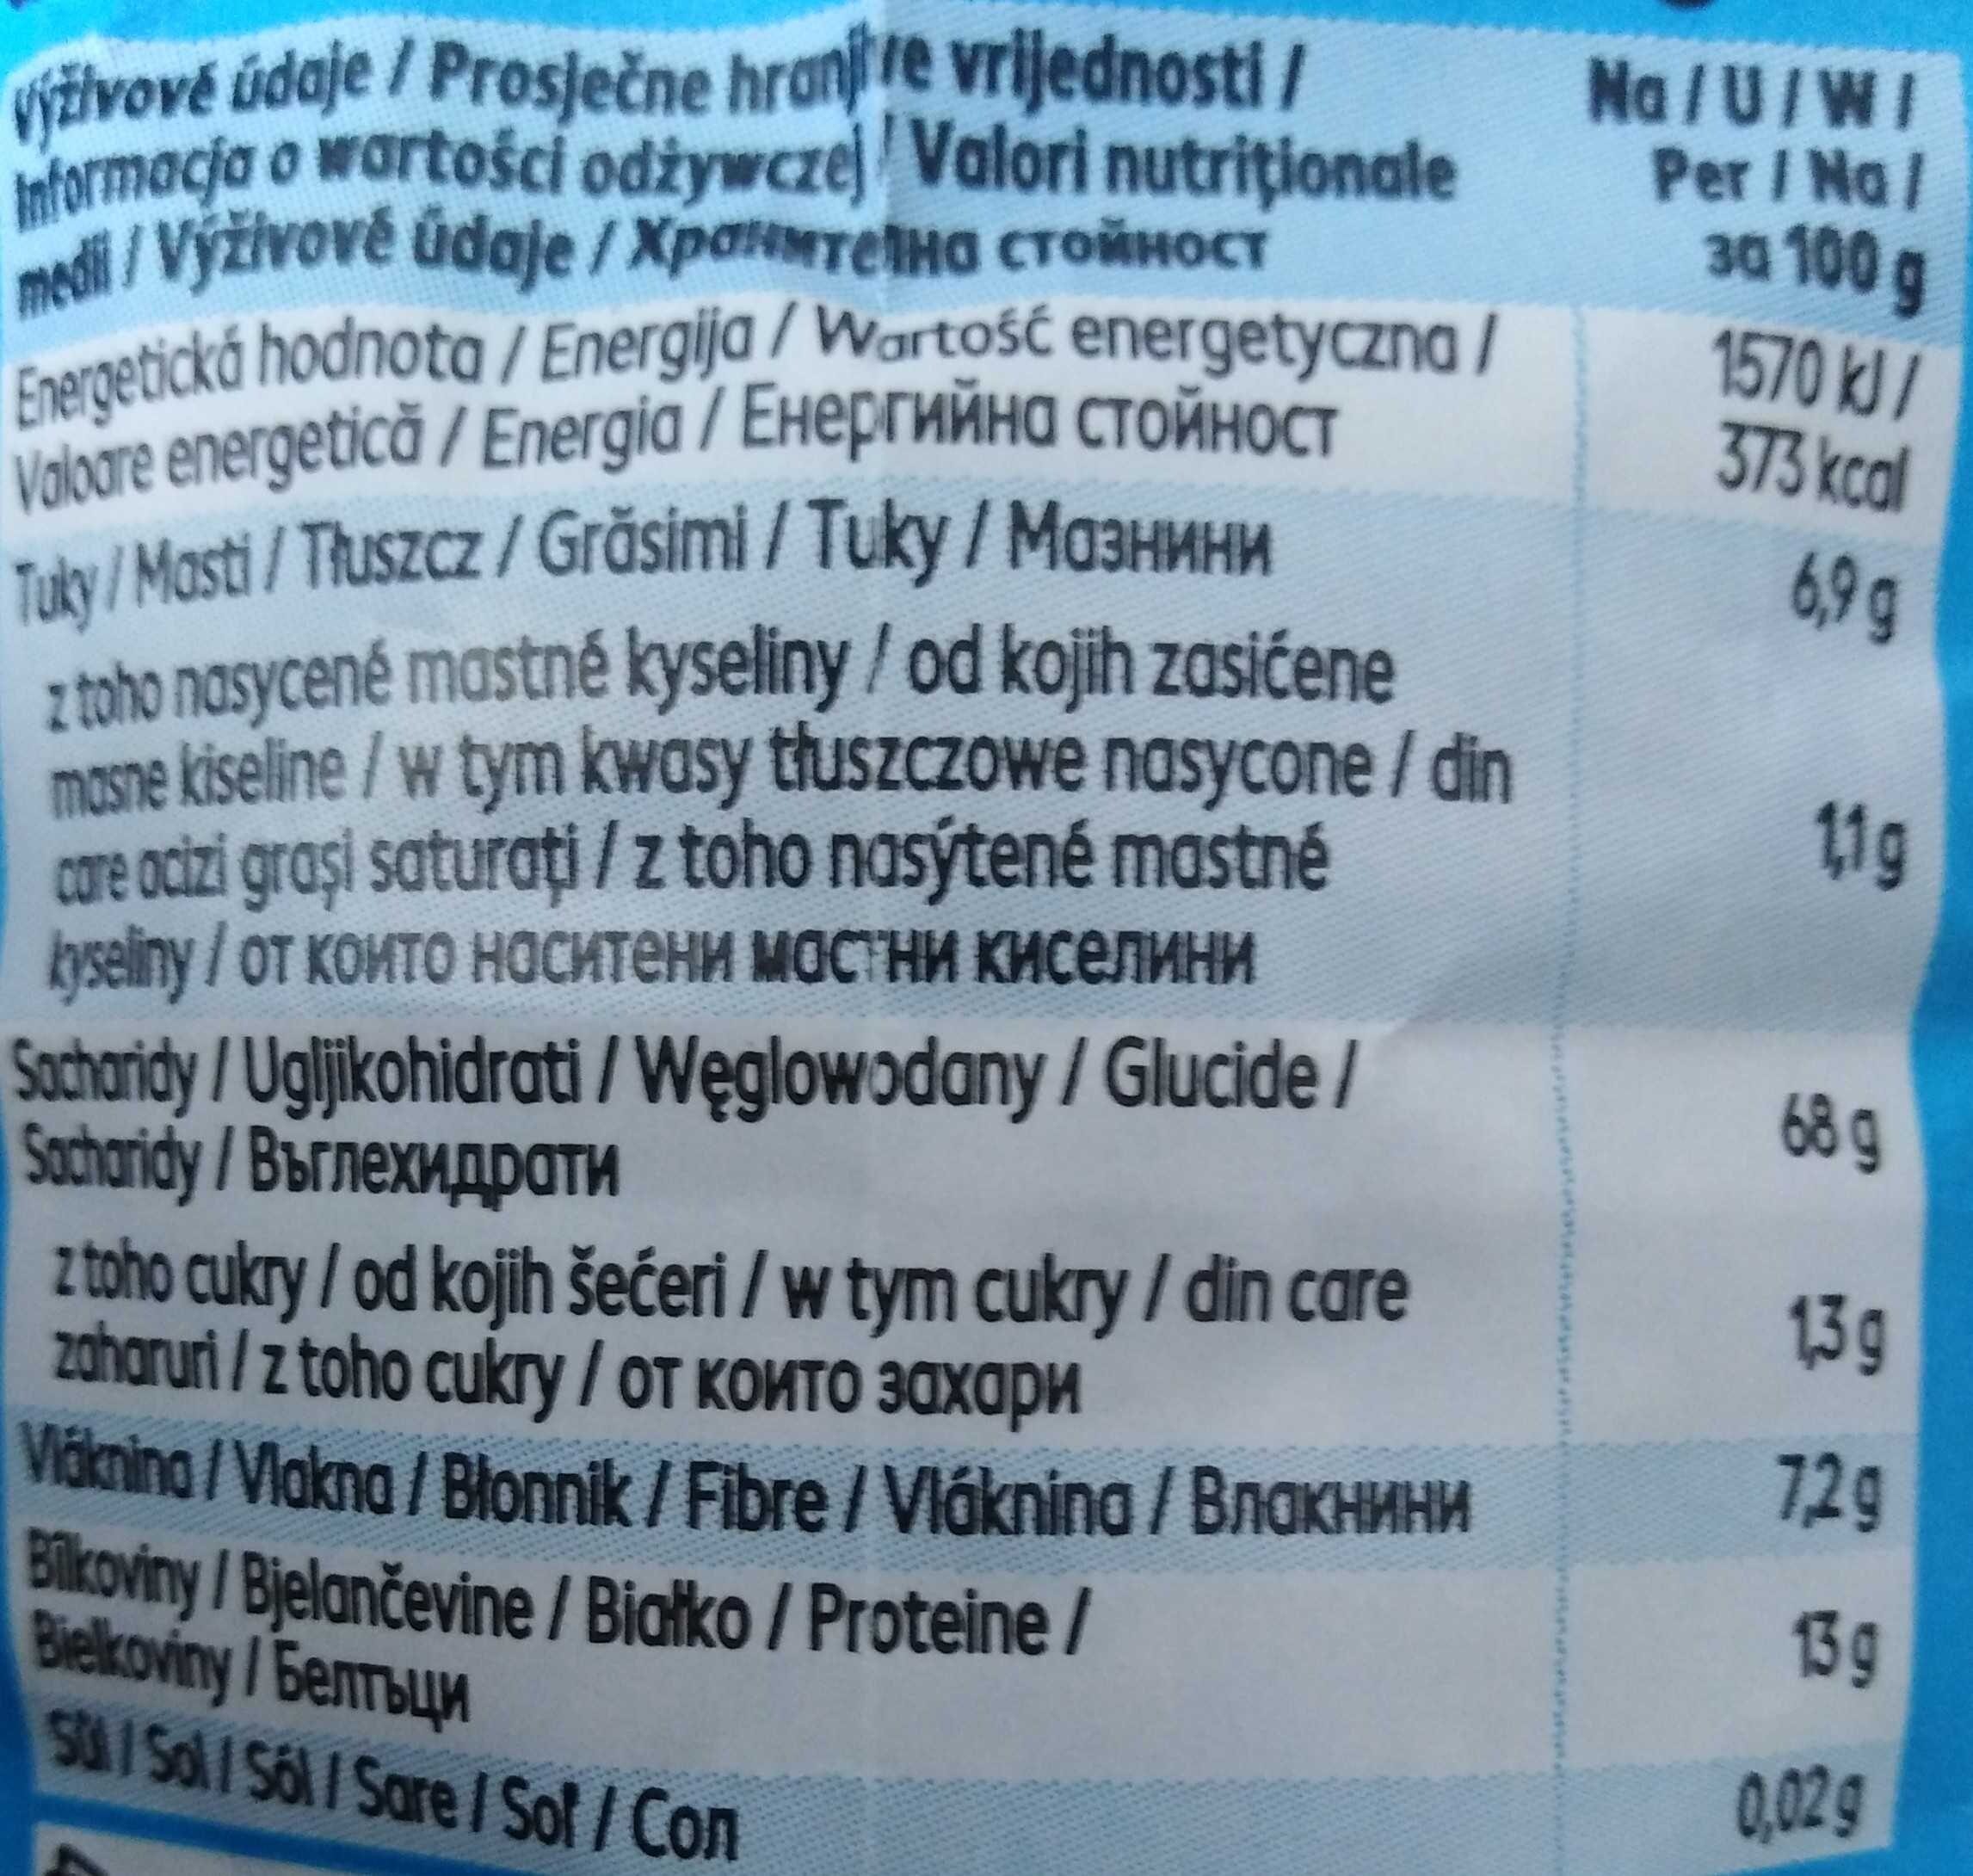 Výživové údaje / Prosječne hranjive vrijednosti /
Informacja o wartości odżywczej / Valori nutriționale
medii / Výživové údaje / Хранителна стойност
Na / U / W /
Per / Na /
за 100 g
Energetická hodnota / Energija / Wartość energetyczna /
Valoare energetică / Energia / Енергийна стойност
1570 kJ /
373 kcal
Tuky / Masti / Tłuszcz / Grăsimi / Tuky / Мазнини
6,9 g
z toho nasycené mastné kyseliny / od kojih zasićene
masne kiseline / w tym kwasy tłuszczowe nasycone / din
care acizi grași saturați / z toho nasýtené mastné
kyseliny / от които наситени мастни киселини
1,1 g
Sacharidy / Ugljikohidrati / Węglowodany / Glucide /
Sacharidy / Въглехидрати
68 g
z toho cukry / od kojih šećeri / w tym cukry / din care
zaharuri / z toho cukry / от които захари
1,3 g
Vláknina / Vlakna / Błonnik / Fibre / Vláknina / Влакнини
7,2 g
Bílkoviny / Bjelančevine / Białko / Proteine /
Bielkoviny / Белтъци
13 g
Sůl / Sol / Sól / Sare / Soľ / Сол
0,02 g